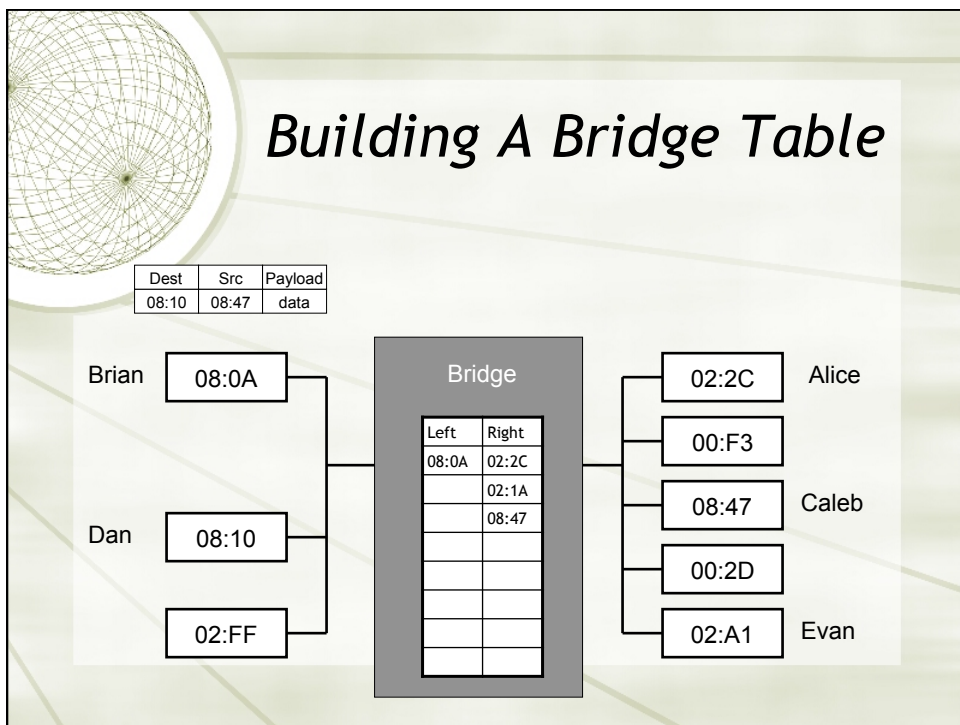 Building A Bridge Table
Dest Src Payload
08:10 08:47 data
Bridge
Brian 08:0A
Dan 08:10
02:FF
Left Right
08:0A 02:2C
02:1A
08:47
02:2C Alice
00:F3
08:47 Caleb
00:2D
02:A1 Evan